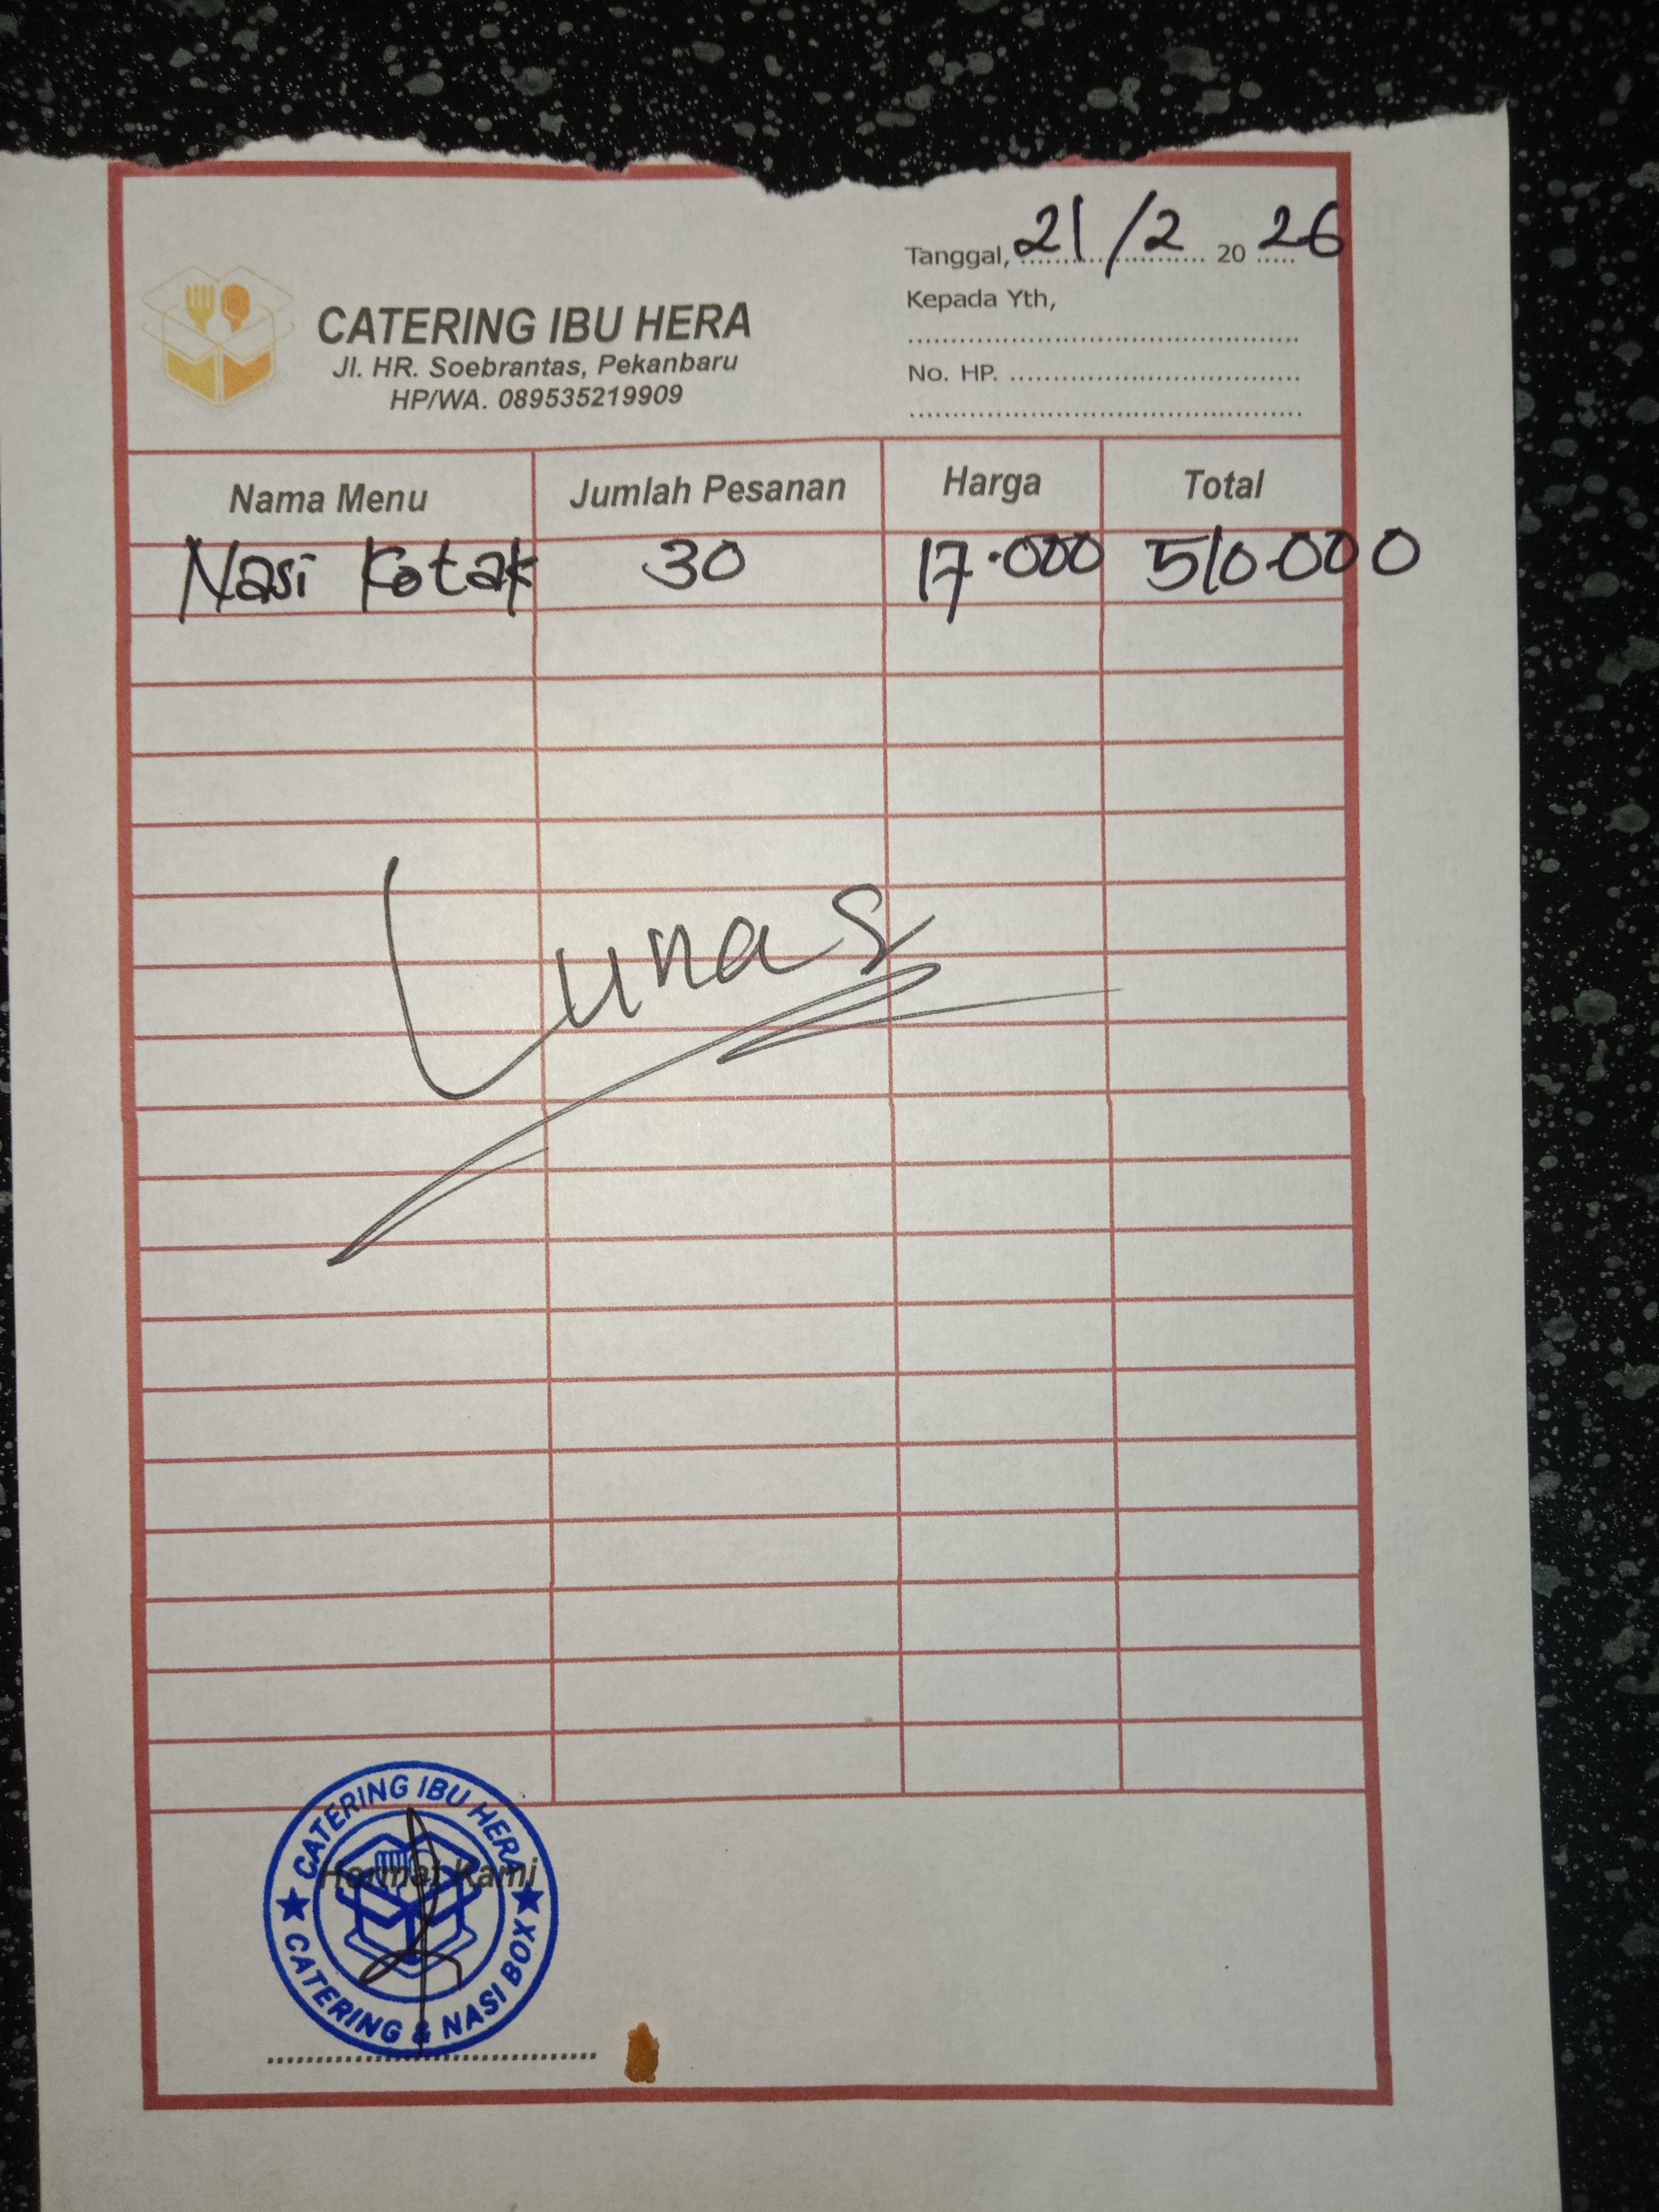 Tanggal, 21/2 20 26
Kepada Yth,
CATERING IBU HERA
Jl. HR. Soebrantas, Pekanbaru
HP/WA. 089535219909
No. HP.
Nama Menu Jumlah Pesanan Harga Total
Nasi Kotak 30 17.000 510.000
Lunas
CATERING IBU HERA
Hormat Kami
CATERING & NASI BOX